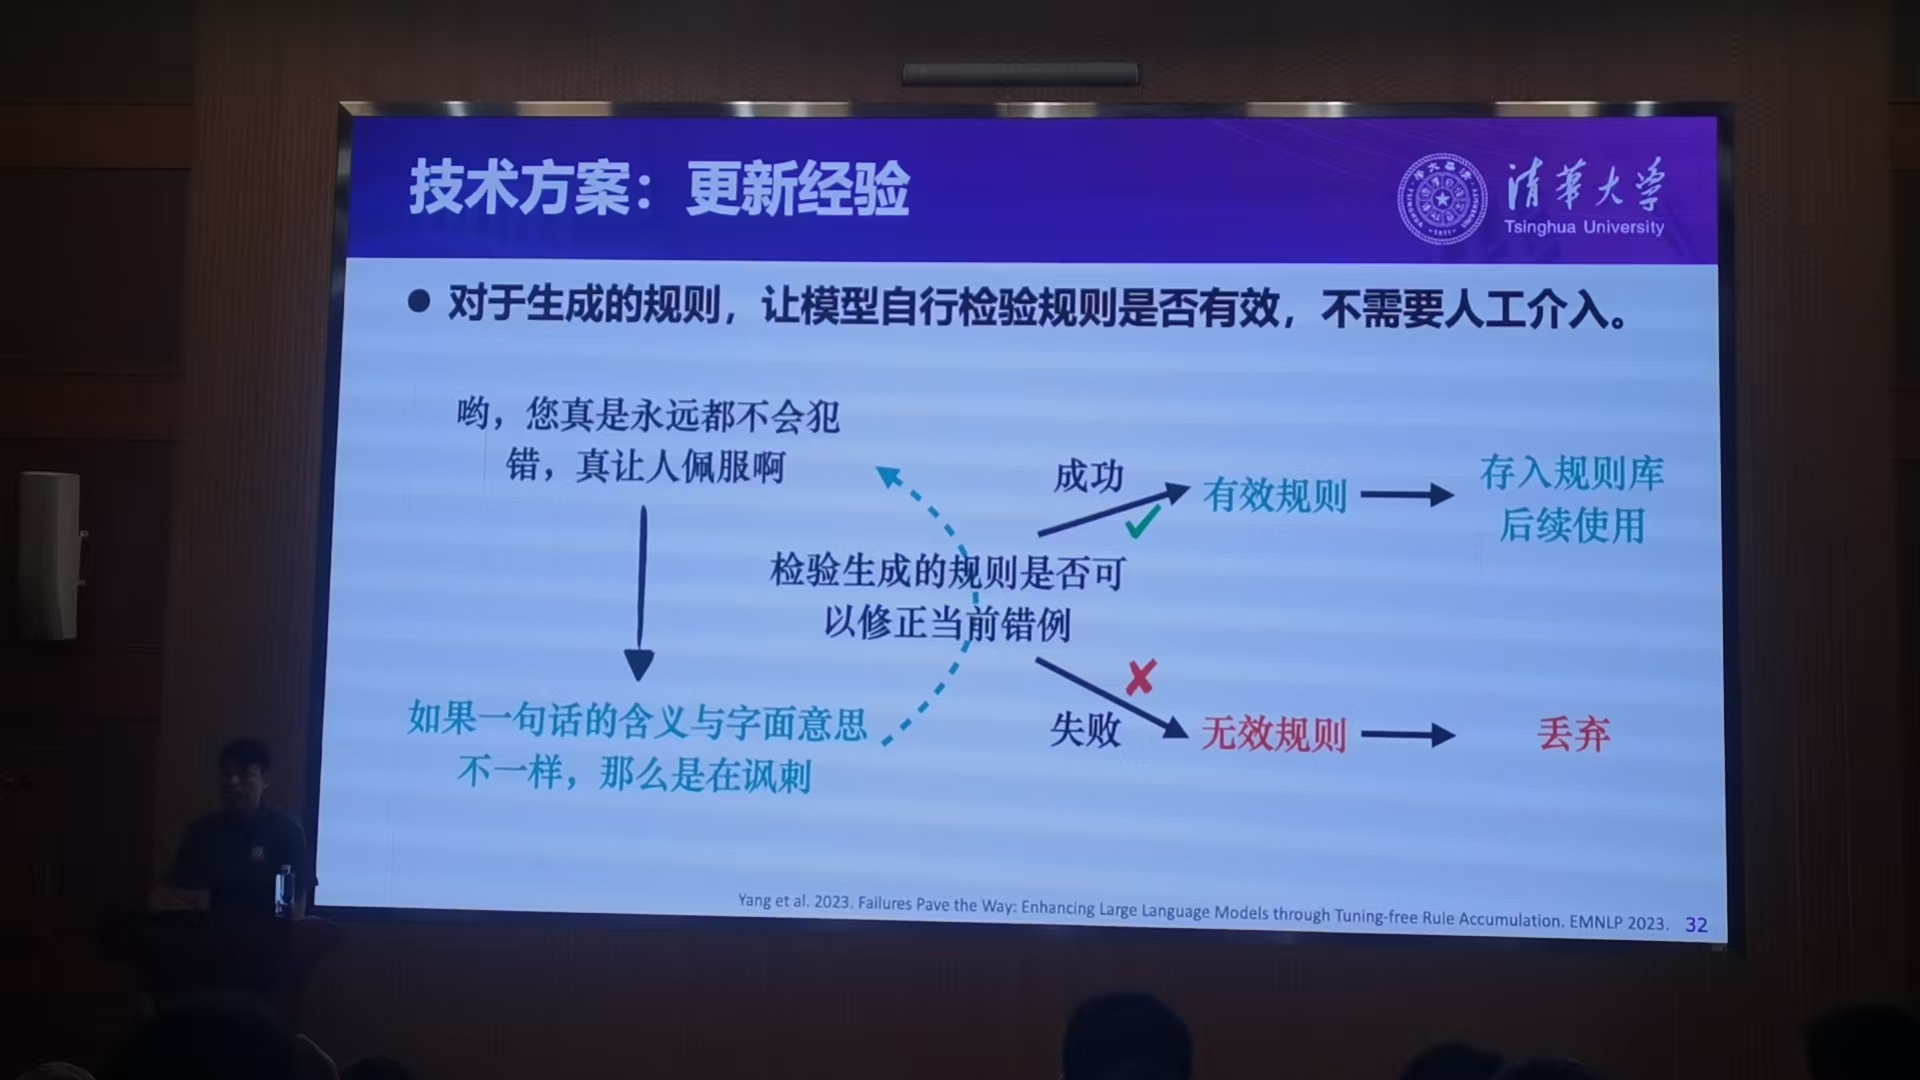 技术方案：更新经验
清华大学
Tsinghua University
● 对于生成的规则，让模型自行检验规则是否有效，不需要人工介入。
哟，您真是永远都不会犯
错，真让人佩服啊
如果一句话的含义与字面意思
不一样，那么是在讽刺
检验生成的规则是否可
以修正当前错例
成功
有效规则
存入规则库
后续使用
失败
无效规则
丢弃
Yang et al. 2023. Failures Pave the Way: Enhancing Large Language Models through Tuning-free Rule Accumulation. EMNLP 2023.
32